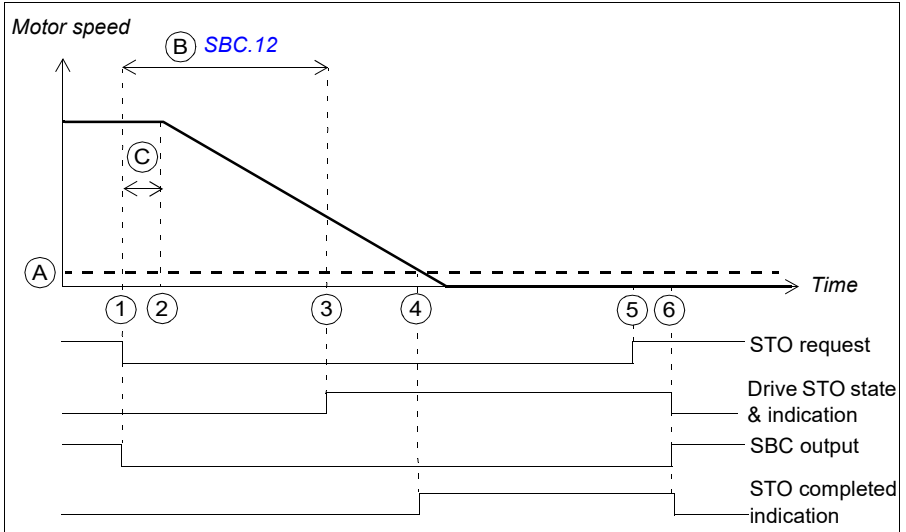 Motor speed
B SBC.12
C
A
Time
1 2 3 4 5 6
STO request
Drive STO state
& indication
SBC output
STO completed
indication